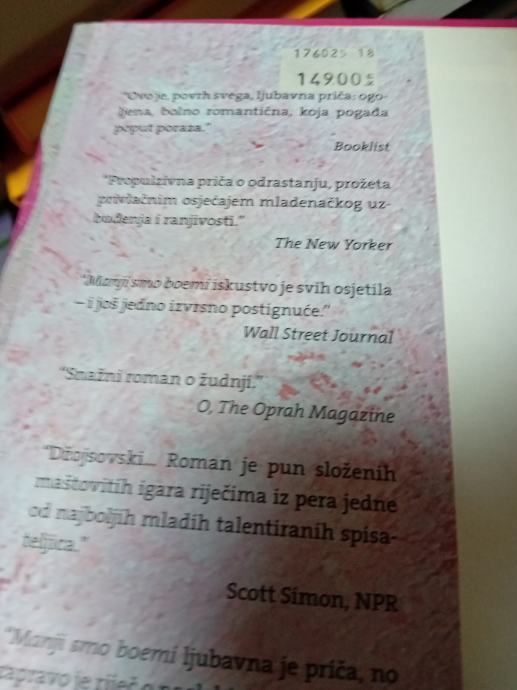 176025 18
14900
"Ovo je, povrh svega, ljubavna priča: ogo-
ljena, bolno romantična, koja pogađa
poput poraza."
Booklist
"Propulzivna priča o odrastanju, prožeta
privlačnim osjećajem mladenačkog uz-
buđenja i ranjivosti."
The New Yorker
"Manji smo boemi iskustvo je svih osjetila
– i još jedno izvrsno postignuće."
Wall Street Journal
"Snažni roman o žudnji."
O, The Oprah Magazine
"Džojsovski... Roman je pun složenih
maštovitih igara riječima iz pera jedne
od najboljih mladih talentiranih spisa-
teljica."
Scott Simon, NPR
"Manji smo boemi ljubavna je priča, no
zapravo je riječ o